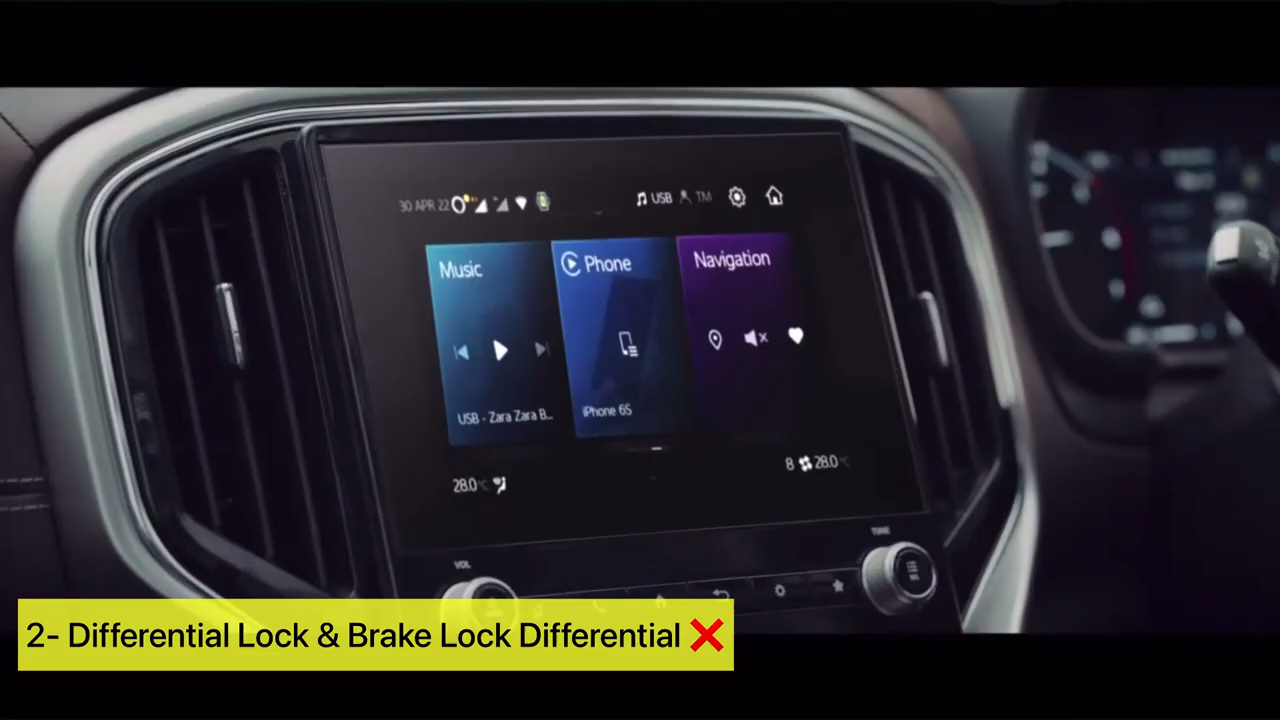 30 APR 22
USB
TM
Music
Phone
Navigation
USB - Zara Zara B...
iPhone 6S
28.0°C
8
28.0°C
VOL
TUNE
2- Differential Lock & Brake Lock Differential ❌